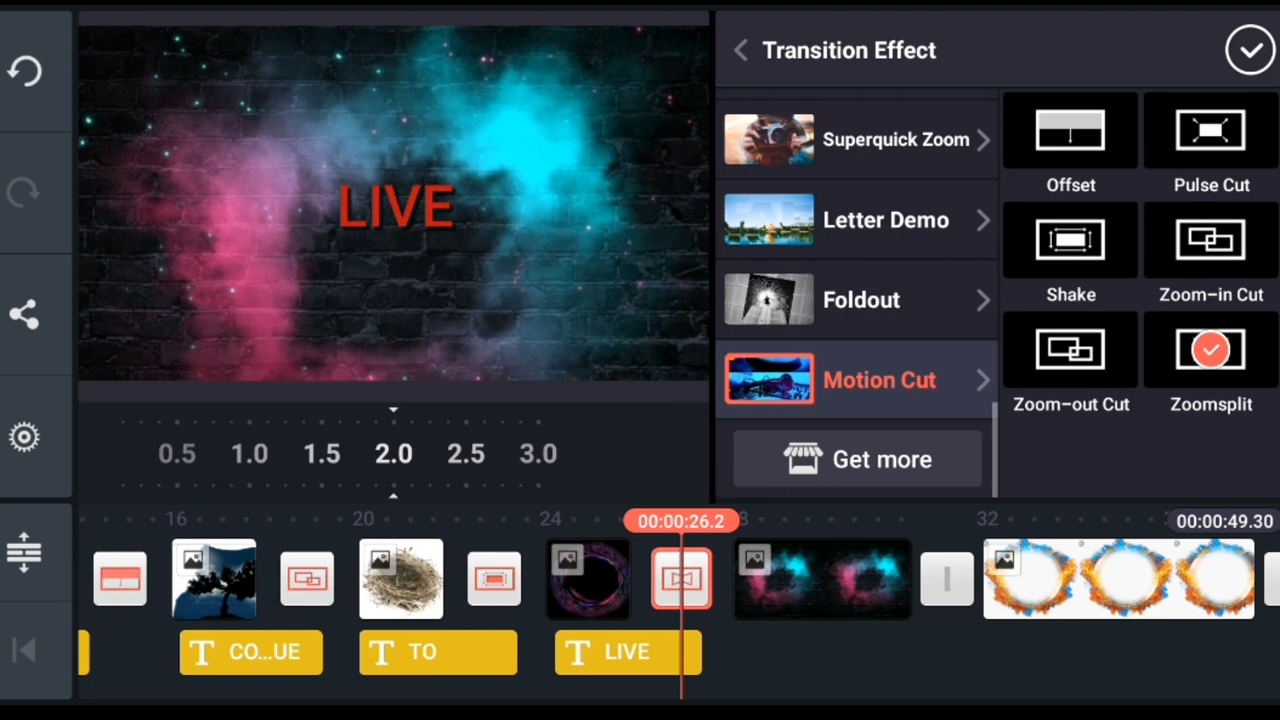 Transition Effect
LIVE
Superquick Zoom
Letter Demo
Foldout
Motion Cut
Get more
Offset
Pulse Cut
Shake
Zoom-in Cut
Zoom-out Cut
Zoomsplit
0.5 1.0 1.5 2.0 2.5 3.0
16 20 24 00:00:26.2 8 32 00:00:49.30
T CO...UE
T TO
T LIVE